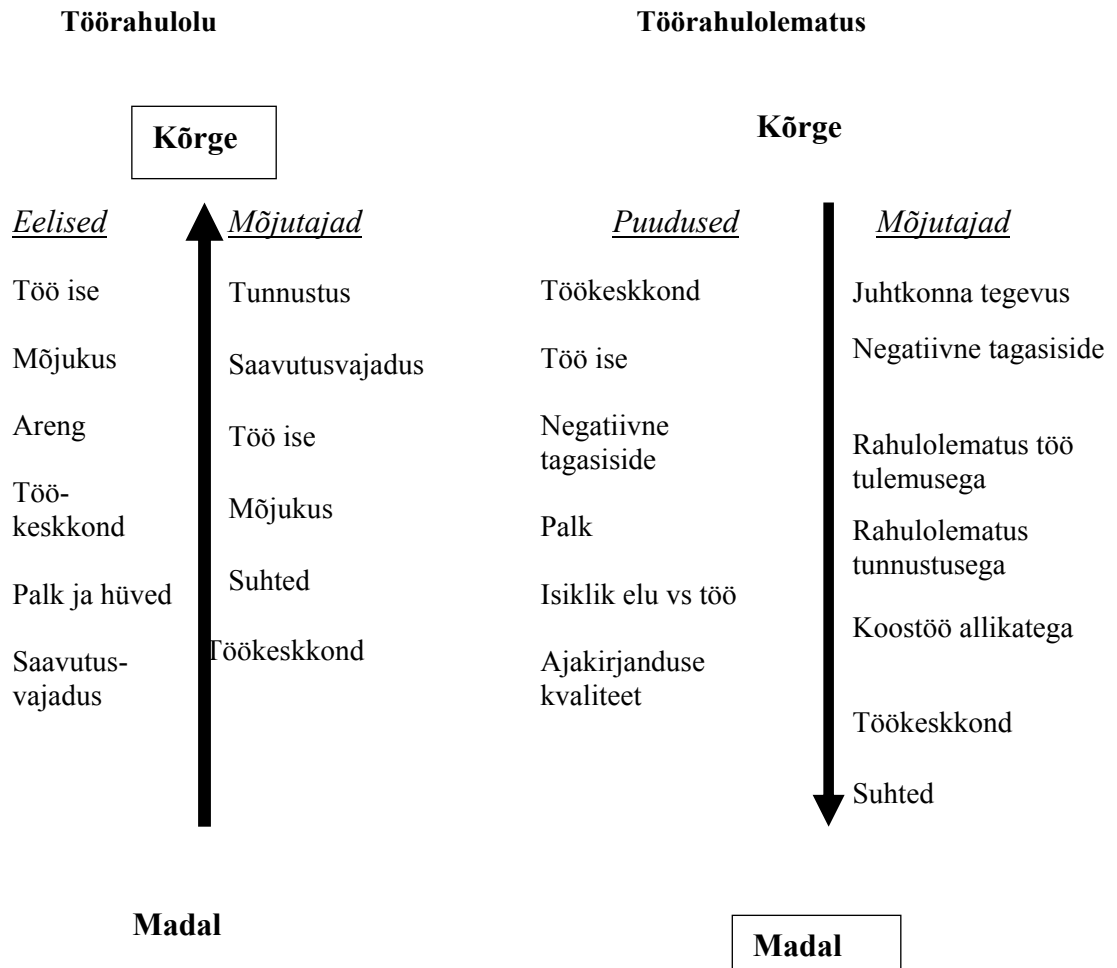 Töörahulolu
Töörahulolematus
Kõrge
Kõrge
Eelised
Mõjutajad
Töö ise
Mõjukus
Areng
Töö-
keskkond
Palk ja hüved
Saavutus-
vajadus
Tunnustus
Saavutusvajadus
Töö ise
Mõjukus
Suhted
Töökeskkond
Puudused
Mõjutajad
Töökeskkond
Töö ise
Negatiivne
tagasiside
Palk
Isiklik elu vs töö
Ajakirjanduse
kvaliteet
Juhtkonna tegevus
Negatiivne tagasiside
Rahulolematus töö
tulemusega
Rahulolematus
tunnustusega
Koostöö allikatega
Töökeskkond
Suhted
Madal
Madal